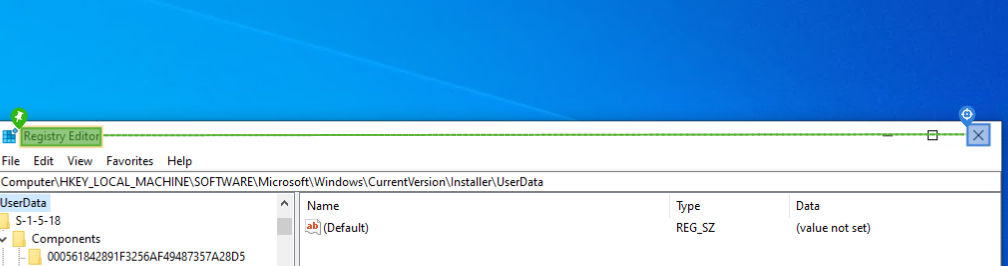 Registry Editor
File Edit View Favorites Help
Computer\HKEY_LOCAL_MACHINE\SOFTWARE\Microsoft\Windows\CurrentVersion\Installer\UserData
UserData
Name Type Data
S-1-5-18
ab (Default) REG_SZ (value not set)
Components
000561842891F3256AF49487357A28D5